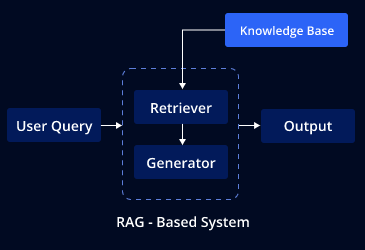 Knowledge Base
Retriever
User Query
Output
Generator
RAG - Based System